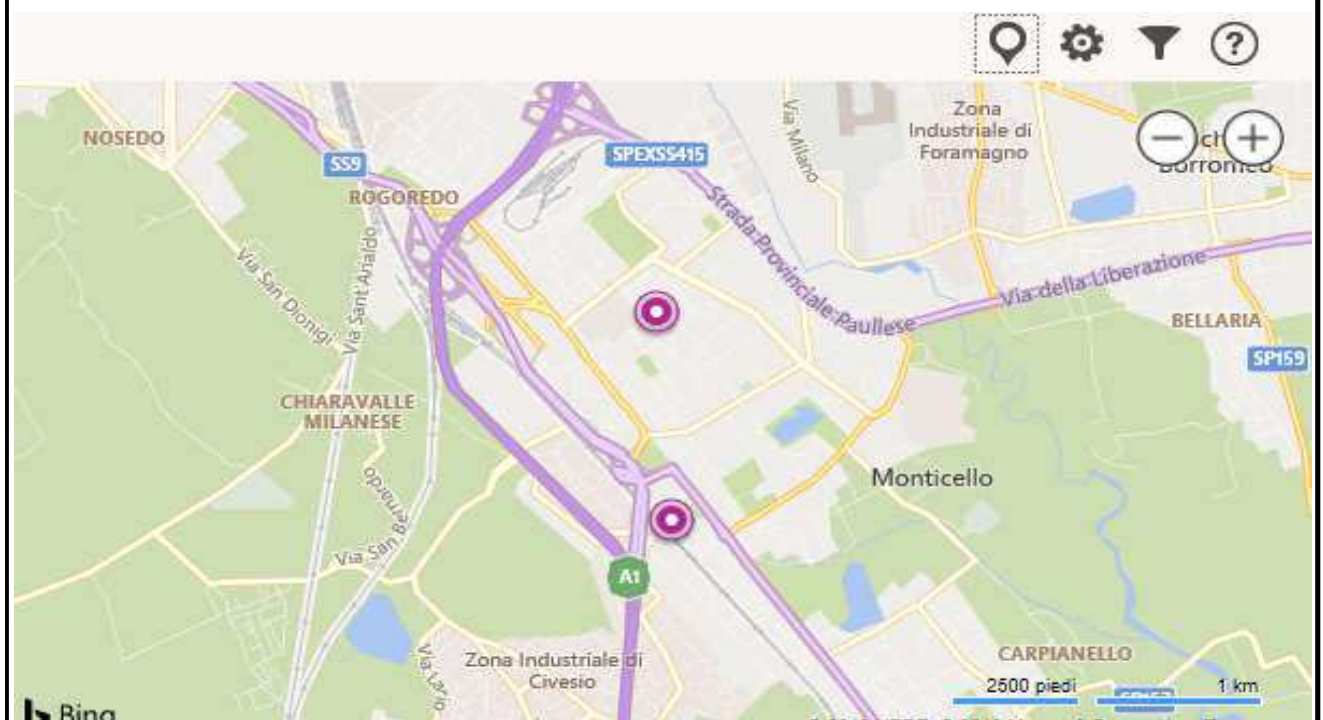 ?
NOSEDO
SS9
SPEXSS415
Via Milano
Zona
Industriale di
Foramagno
Borromeo
ROGOREDO
Via San Dionigi
Via Sant'Arialdo
Strada Provinciale Paullese
Via della Liberazione
BELLARIA
SP159
CHIARAVALLE
MILANESE
Monticello
Via San Bernardo
A1
Zona Industriale di
Civesio
CARPIANELLO
2500 piedi
1 km
Bing